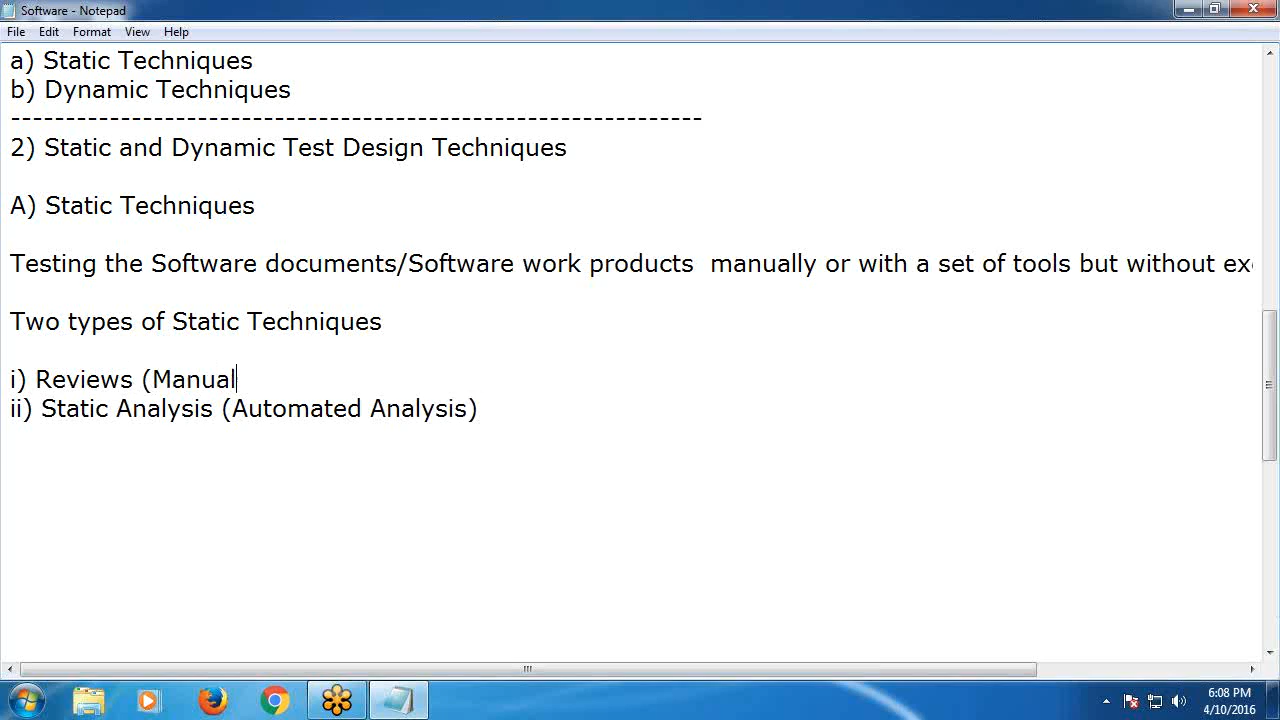 Software - Notepad
File Edit Format View Help
a) Static Techniques
b) Dynamic Techniques
---------------------------------------------------------------
2) Static and Dynamic Test Design Techniques
A) Static Techniques
Testing the Software documents/Software work products  manually or with a set of tools but without
Two types of Static Techniques
i) Reviews (Manual
ii) Static Analysis (Automated Analysis)
6:08 PM
4/10/2016